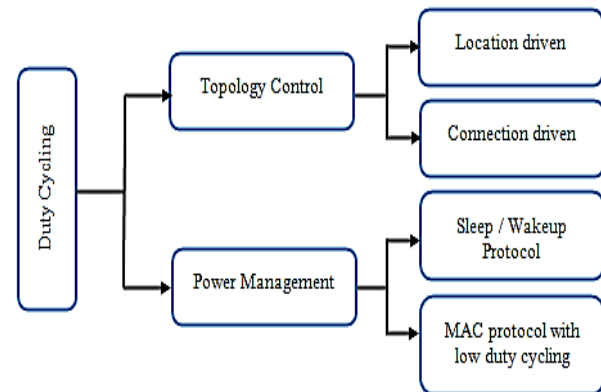 Duty Cycling
Topology Control
Location driven
Connection driven
Power Management
Sleep / Wakeup
Protocol
MAC protocol with
low duty cycling